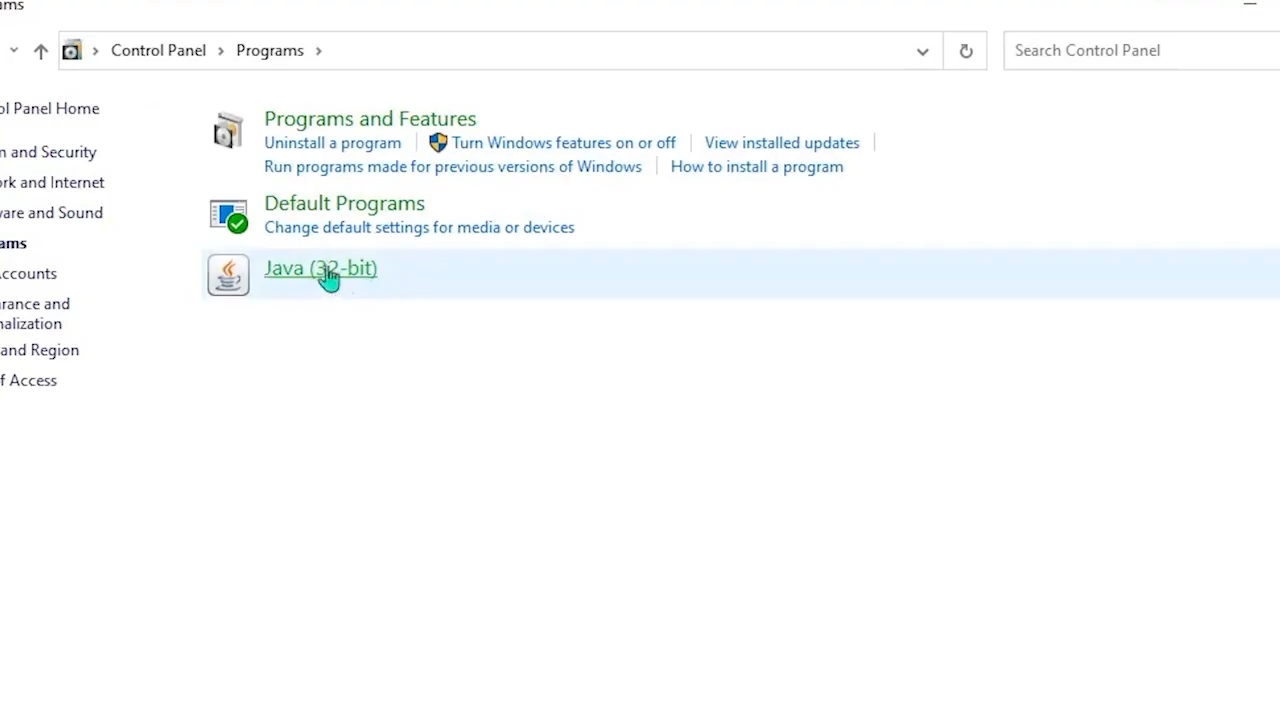 ams
Control Panel > Programs >
Search Control Panel
ol Panel Home
m and Security
ork and Internet
ware and Sound
ams
Accounts
arance and
nalization
and Region
f Access
Programs and Features
Uninstall a program
Turn Windows features on or off
View installed updates
Run programs made for previous versions of Windows
How to install a program
Default Programs
Change default settings for media or devices
Java (32-bit)